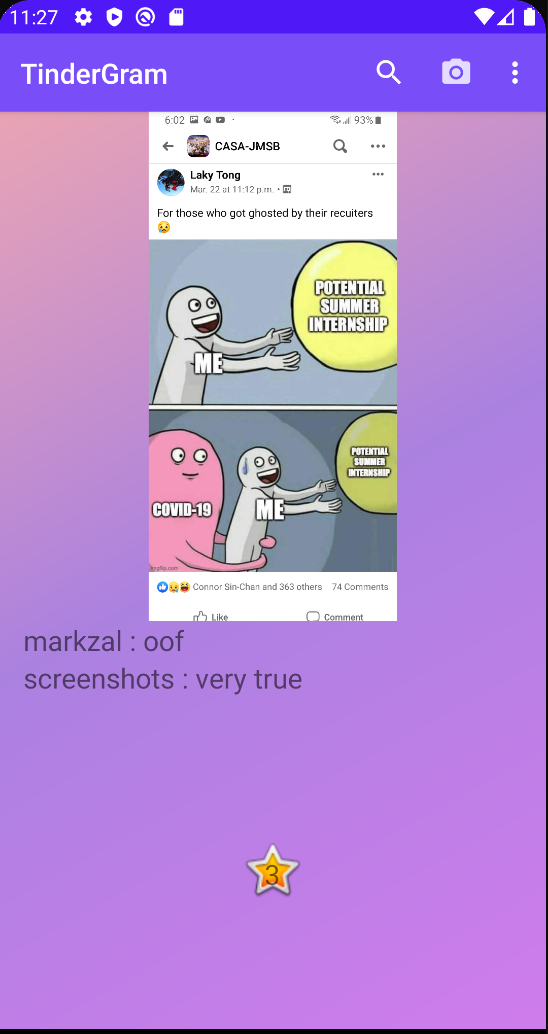 11:27
TinderGram
6:02 93%
CASA-JMSB
Laky Tong
Mar. 22 at 11:12 p.m.
For those who got ghosted by their recuiters
POTENTIAL
SUMMER
INTERNSHIP
ME
POTENTIAL
SUMMER
INTERNSHIP
COVID-19
ME
imgflip.com
Connor Sin-Chan and 363 others 74 Comments
Like Comment
markzal : oof
screenshots : very true
3